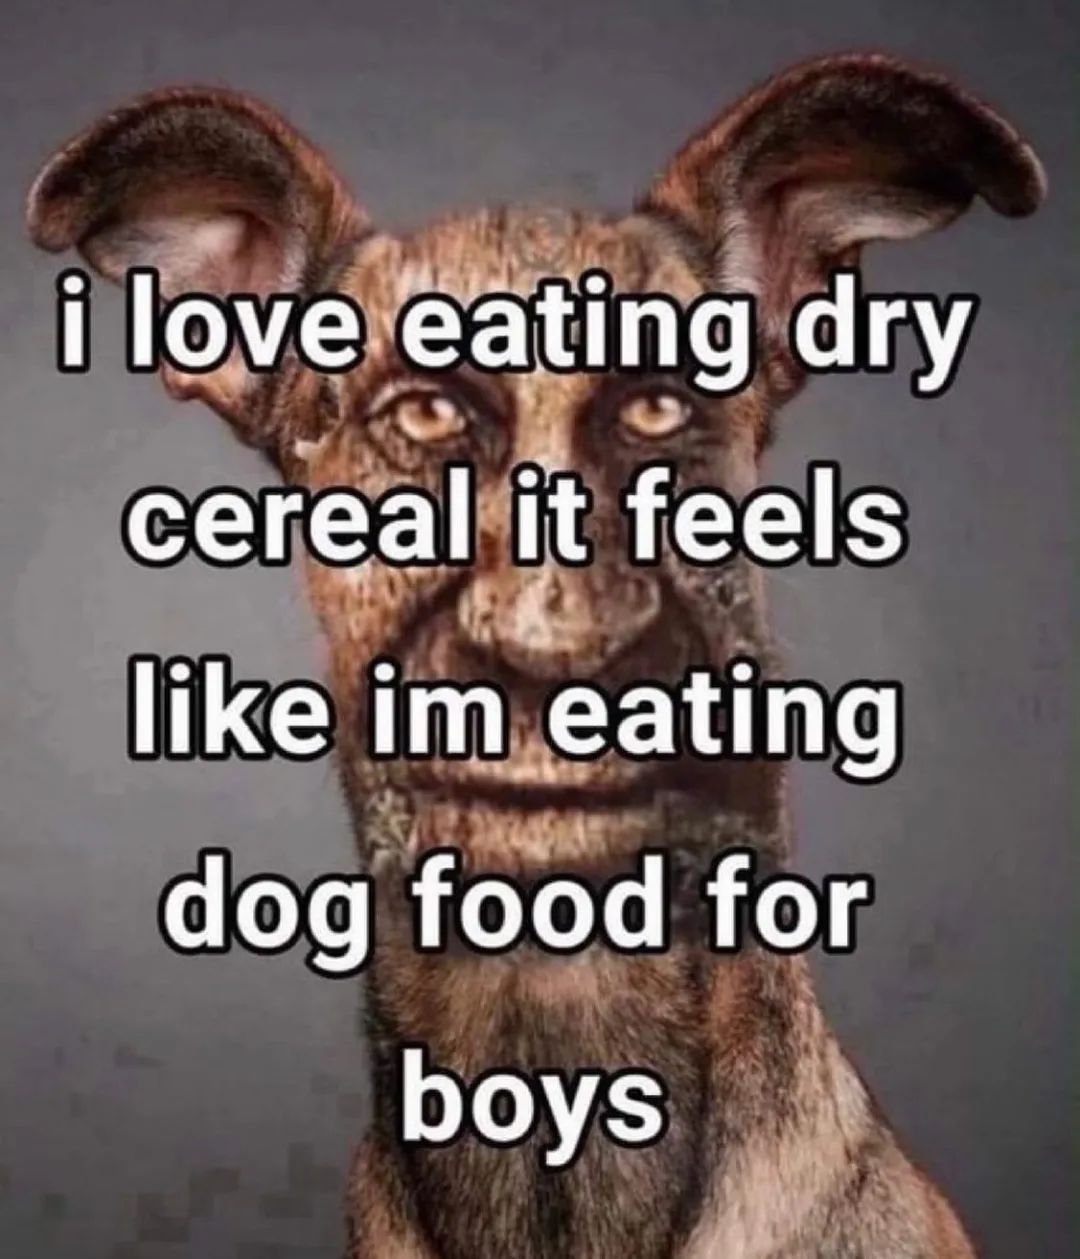 i love eating dry
cereal it feels
like im eating
dog food for
boys